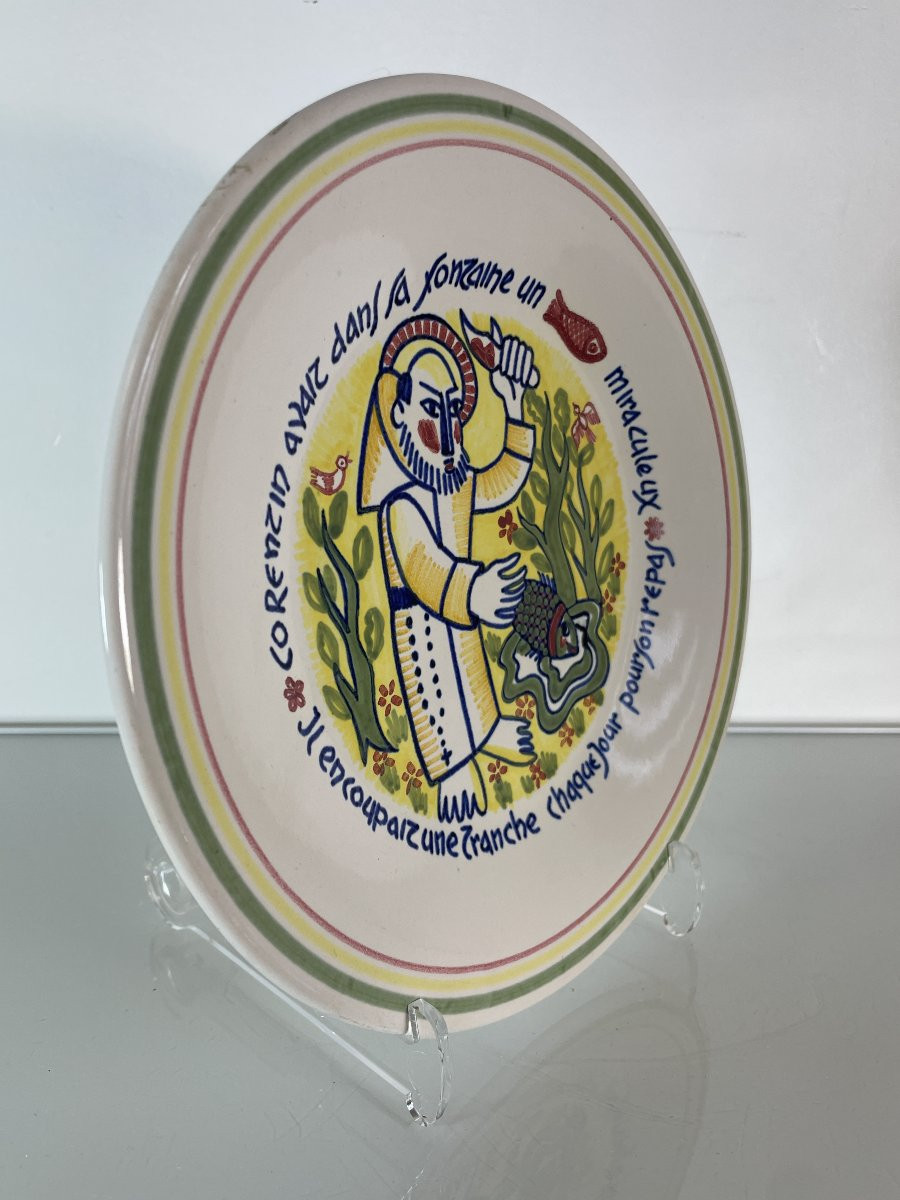 CORENTIN avait dans sa fontaine un miraculeux
Il en coupait une tranche chaque jour pour son repas